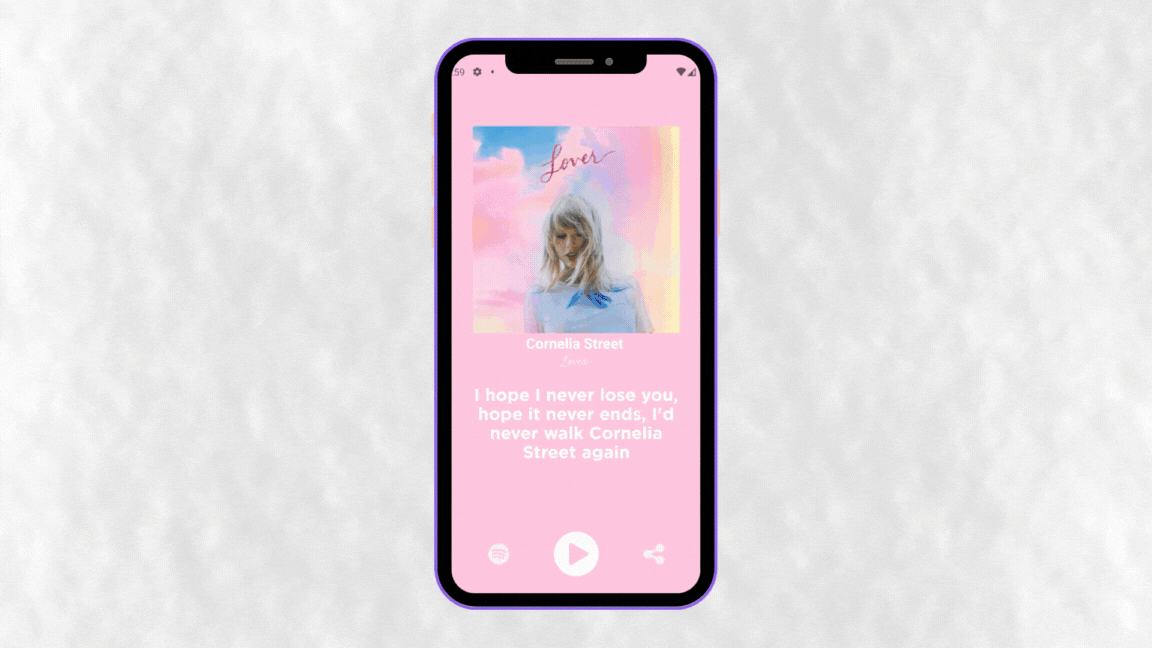 :59
Lover
Cornelia Street
Lover
I hope I never lose you,
hope it never ends, I'd
never walk Cornelia
Street again